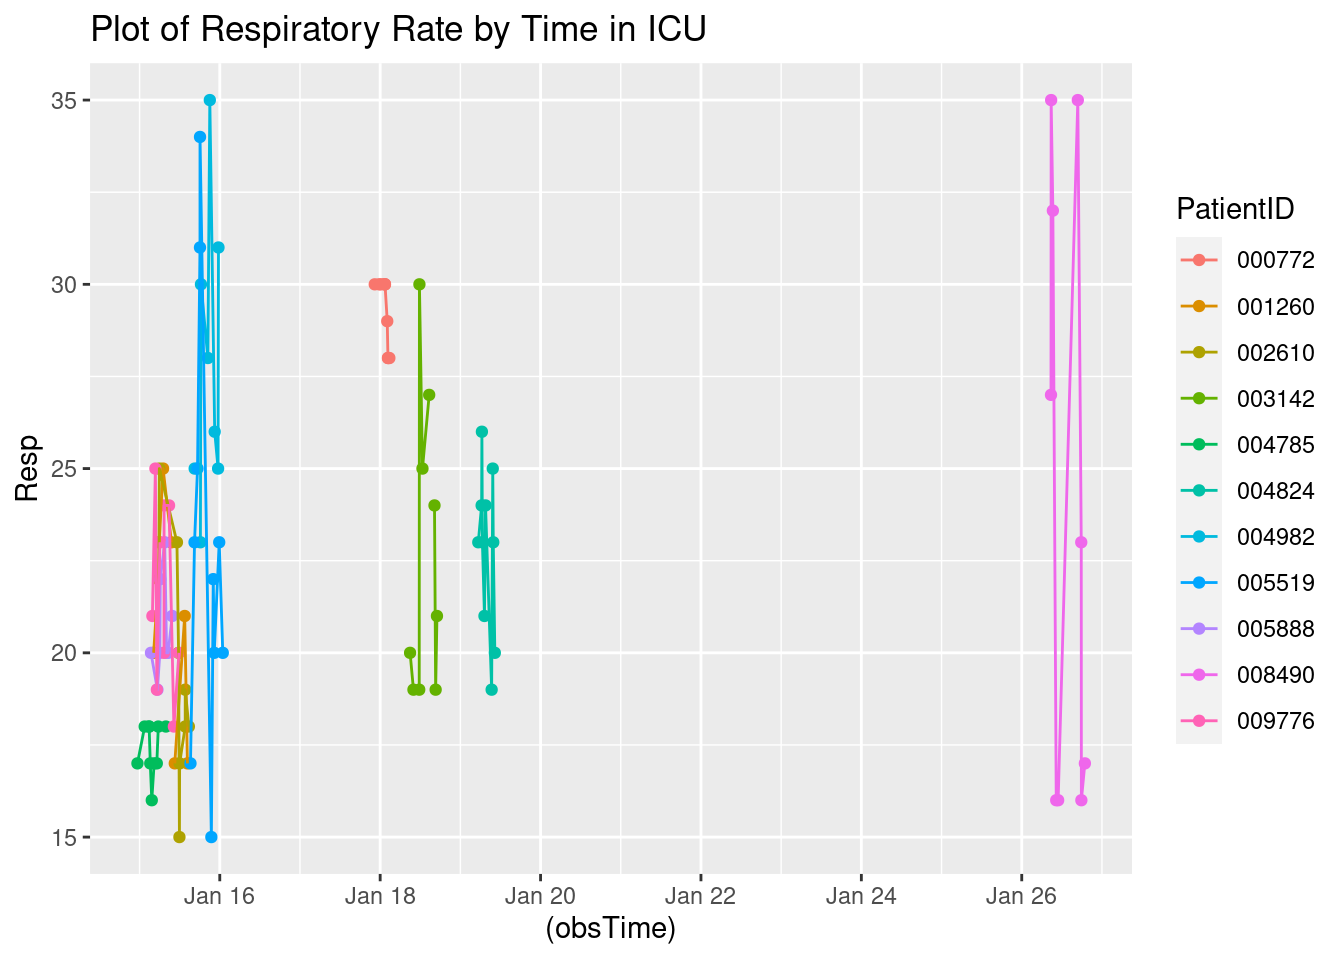 Plot of Respiratory Rate by Time in ICU
35
30
25
20
15
Resp
Jan 16
Jan 18
Jan 20
Jan 22
Jan 24
Jan 26
(obsTime)
PatientID
000772
001260
002610
003142
004785
004824
004982
005519
005888
008490
009776